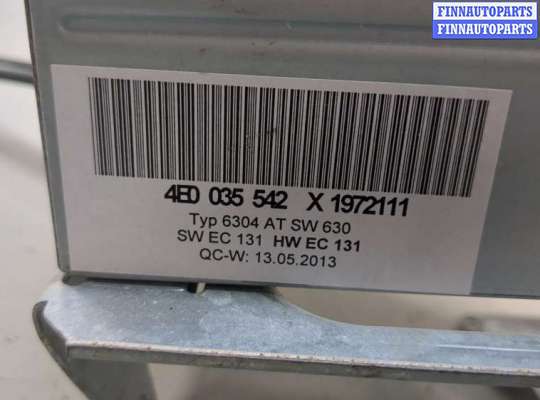 FINNAUTOPARTS
FINNAUTOPARTS
4E0 035 542 X 1972111
Typ 6304 AT SW 630
SW EC 131 HW EC 131
QC-W: 13.05.2013